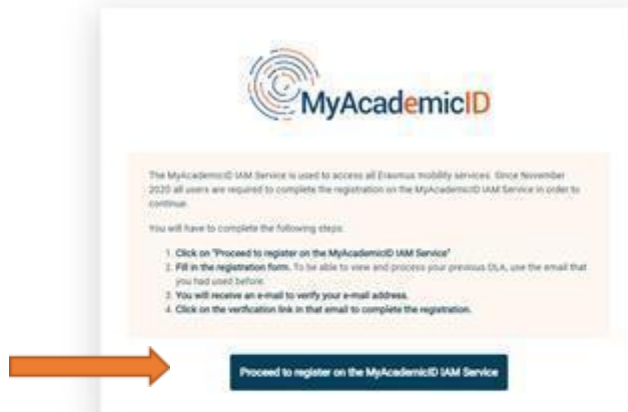 MyAcademicID
The MyAcademicID IAM Service is used to access all Erasmus mobility services. Since November
2020 all users are required to complete the registration on the MyAcademicID IAM Service in order to
continue.
You will have to complete the following steps:
1. Click on "Proceed to register on the MyAcademicID IAM Service"
2. Fill in the registration form. To be able to view and process your previous OLA, use the email that
you had used before.
3. You will receive an e-mail to verify your e-mail address.
4. Click on the verification link in that email to complete the registration.
Proceed to register on the MyAcademicID IAM Service